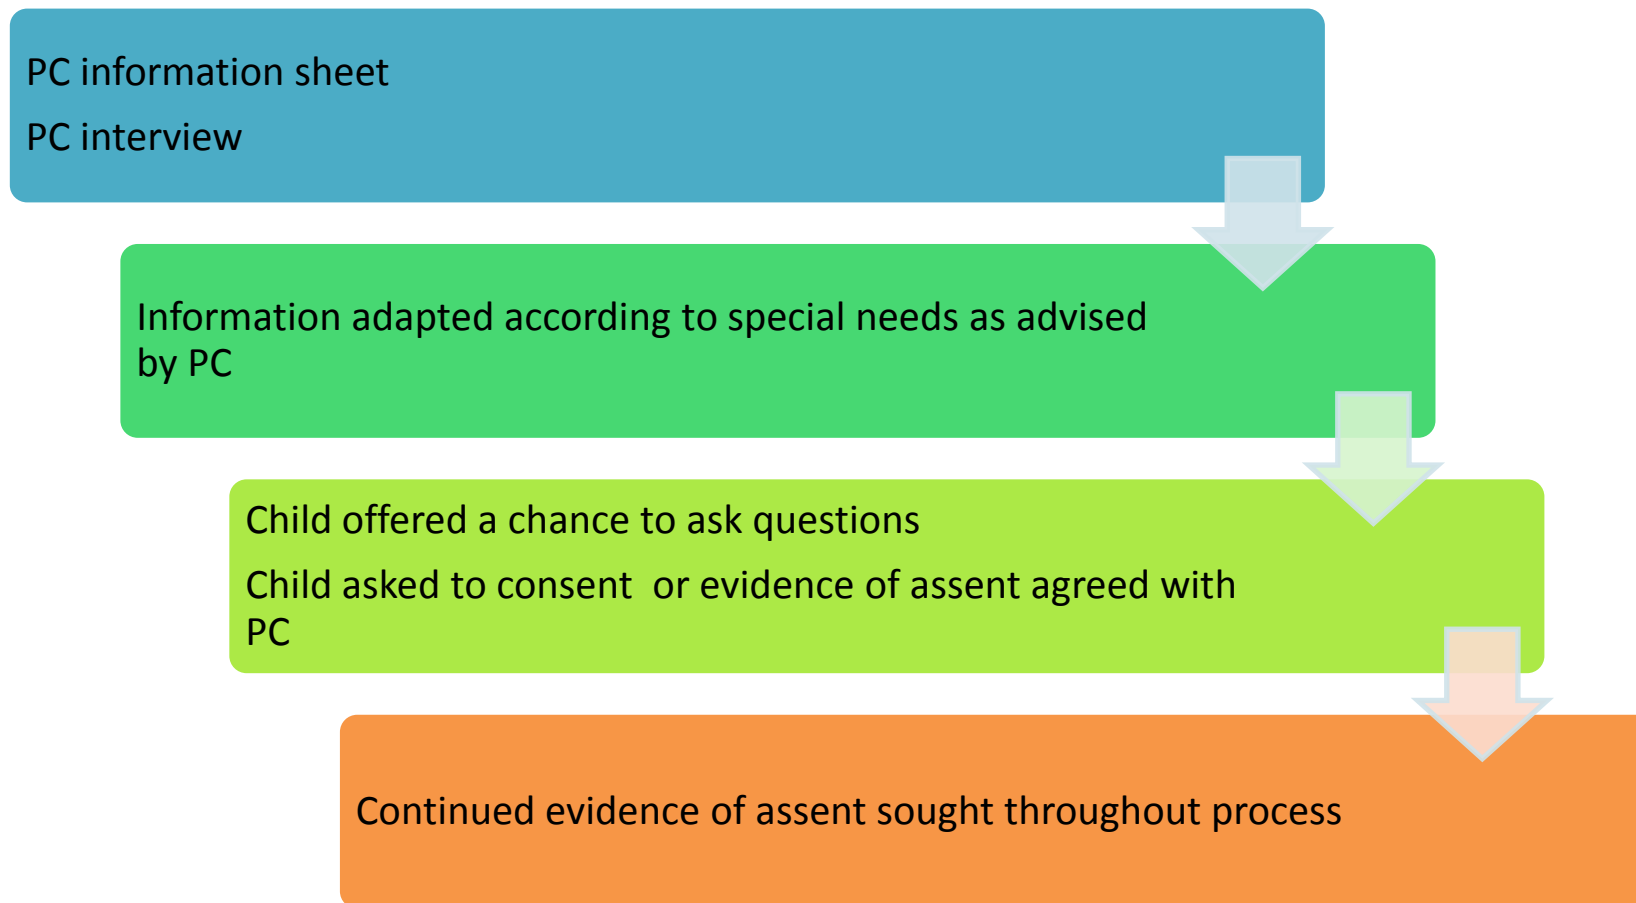 PC information sheet
PC interview
Information adapted according to special needs as advised
by PC
Child offered a chance to ask questions
Child asked to consent  or evidence of assent agreed with
PC
Continued evidence of assent sought throughout process